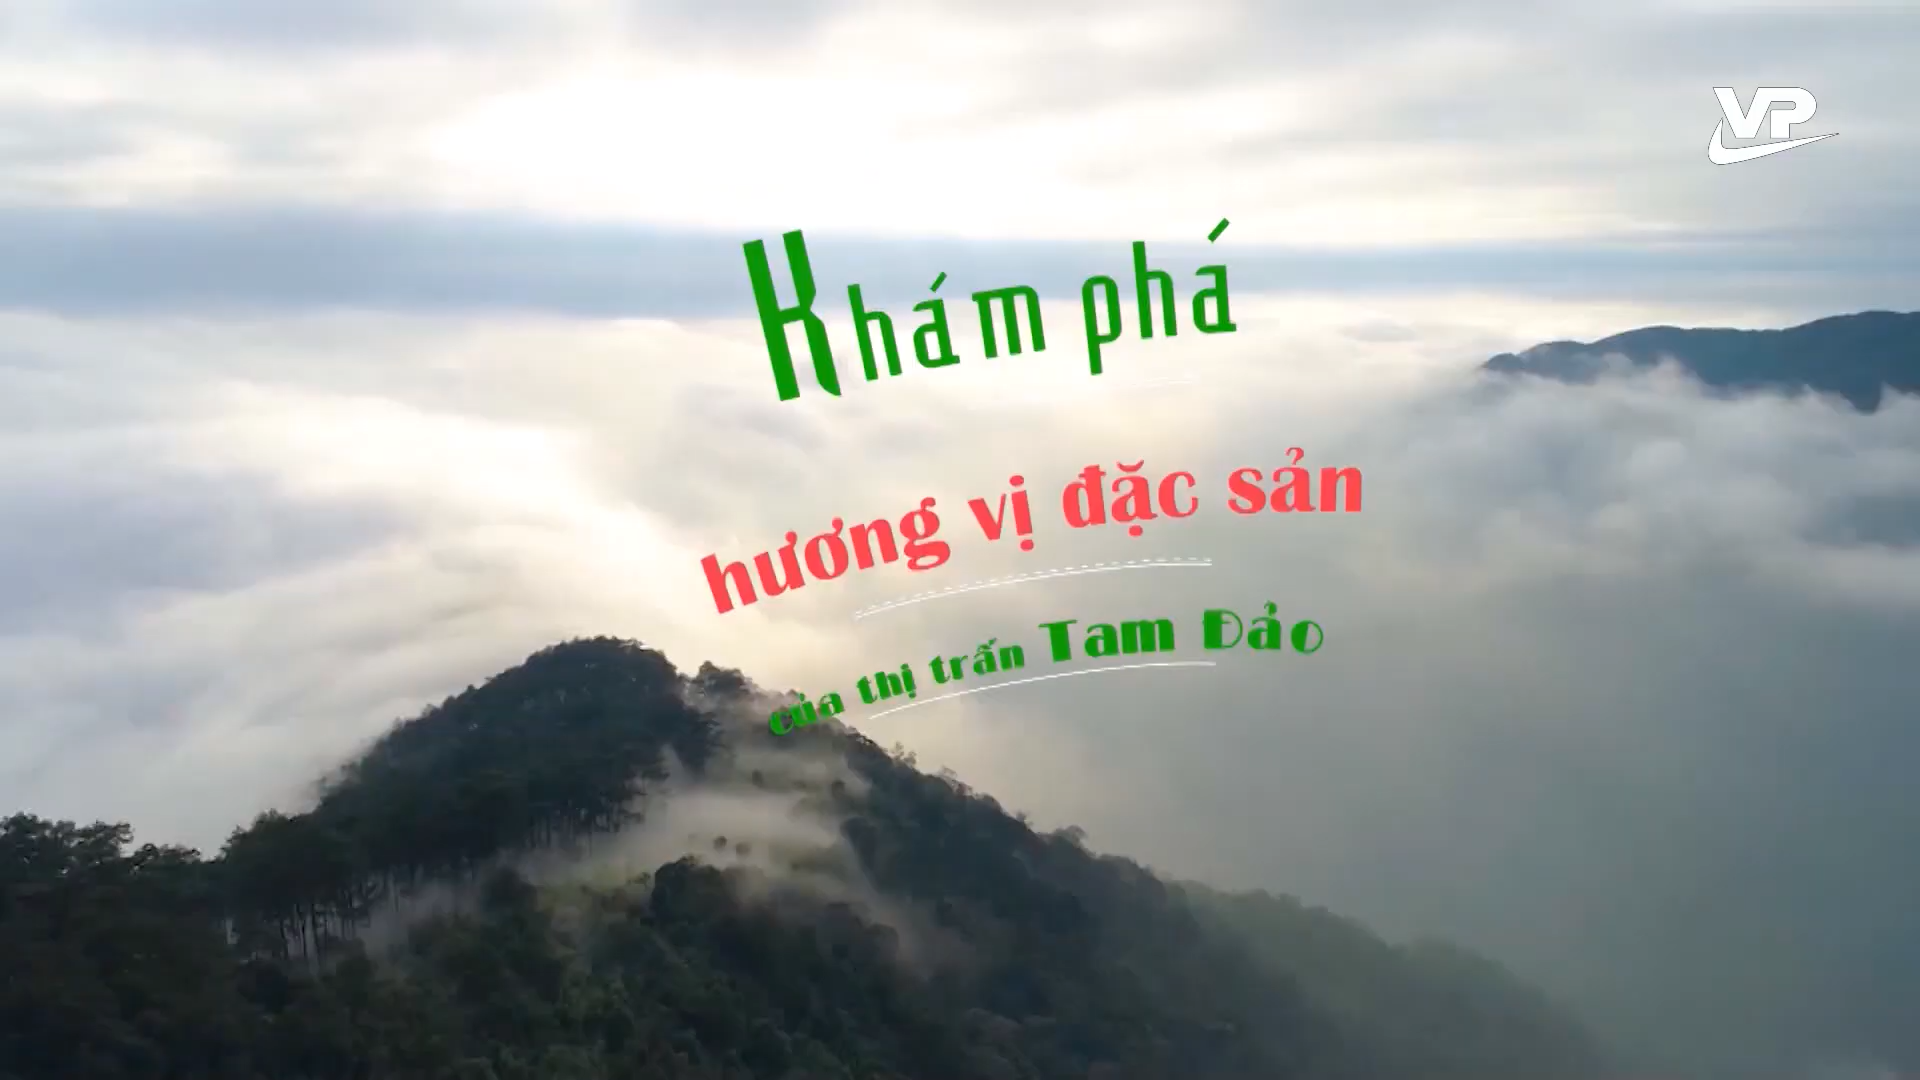 VP
Khám phá
hương vị đặc sản
của thị trấn Tam Đảo